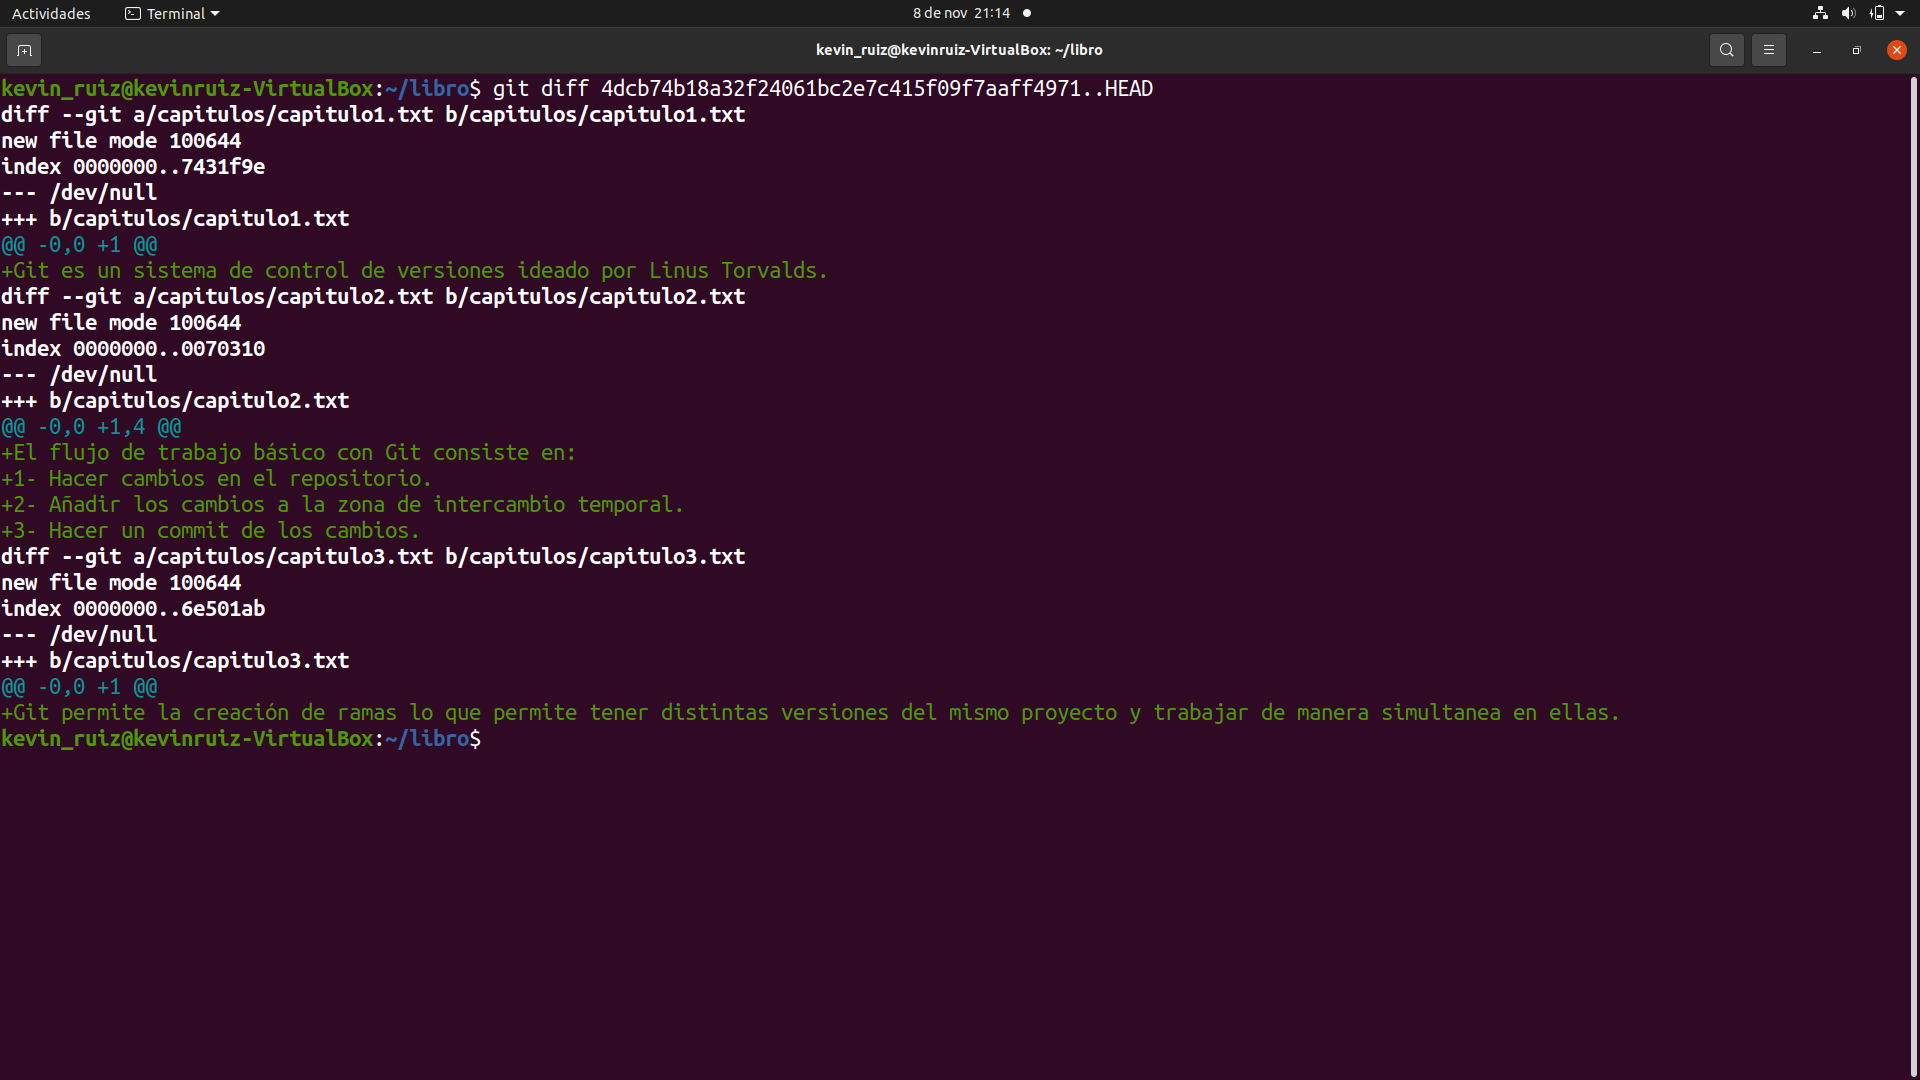 Actividades Terminal 8 de nov 21:14
kevin_ruiz@kevinruiz-VirtualBox: ~/libro
kevin_ruiz@kevinruiz-VirtualBox:~/libro$ git diff 4dcb74b18a32f24061bc2e7c415f09f7aaff4971..HEAD
diff --git a/capitulos/capitulo1.txt b/capitulos/capitulo1.txt
new file mode 100644
index 0000000..7431f9e
--- /dev/null
+++ b/capitulos/capitulo1.txt
@@ -0,0 +1 @@
+Git es un sistema de control de versiones ideado por Linus Torvalds.
diff --git a/capitulos/capitulo2.txt b/capitulos/capitulo2.txt
new file mode 100644
index 0000000..0070310
--- /dev/null
+++ b/capitulos/capitulo2.txt
@@ -0,0 +1,4 @@
+El flujo de trabajo básico con Git consiste en:
+1- Hacer cambios en el repositorio.
+2- Añadir los cambios a la zona de intercambio temporal.
+3- Hacer un commit de los cambios.
diff --git a/capitulos/capitulo3.txt b/capitulos/capitulo3.txt
new file mode 100644
index 0000000..6e501ab
--- /dev/null
+++ b/capitulos/capitulo3.txt
@@ -0,0 +1 @@
+Git permite la creación de ramas lo que permite tener distintas versiones del mismo proyecto y trabajar de manera simultanea en ellas.
kevin_ruiz@kevinruiz-VirtualBox:~/libro$